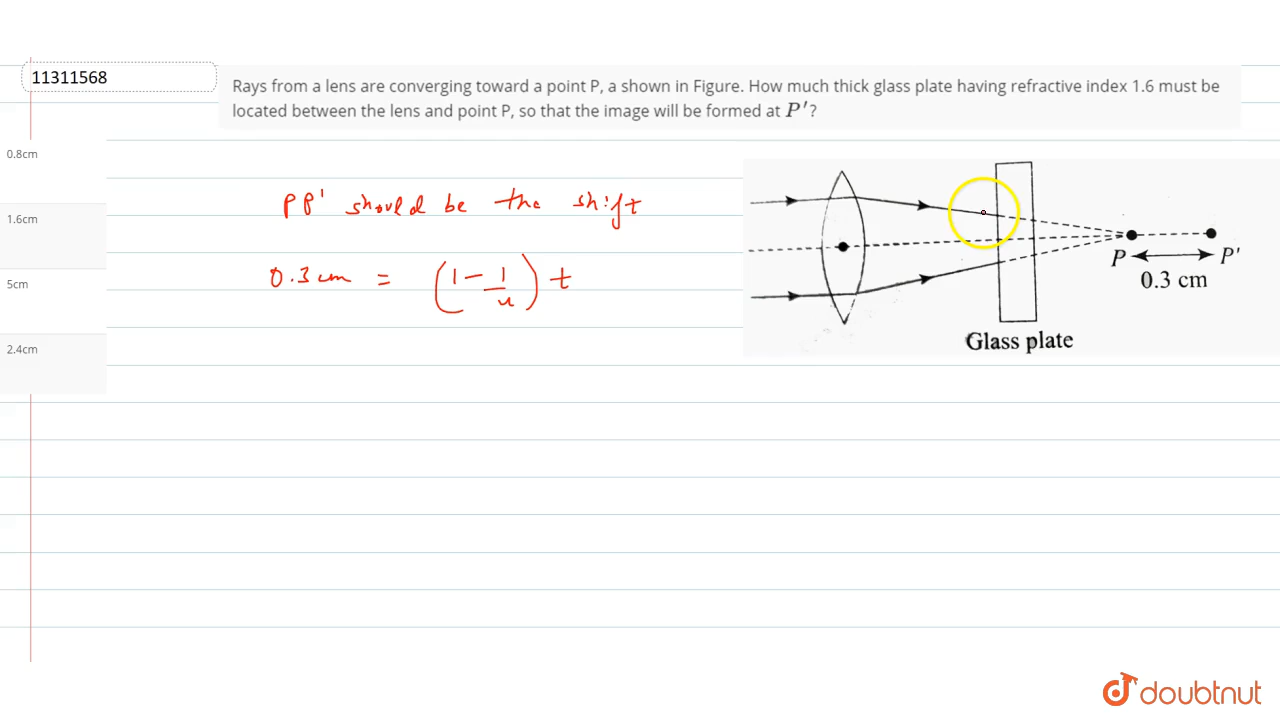 11311568
Rays from a lens are converging toward a point P, a shown in Figure. How much thick glass plate having refractive index 1.6 must be
located between the lens and point P, so that the image will be formed at P'?
0.8cm
1.6cm
5cm
2.4cm
PP' should be the shift
0.3 cm = (1 - 1/u) t
P P'
0.3 cm
Glass plate
doubtnut